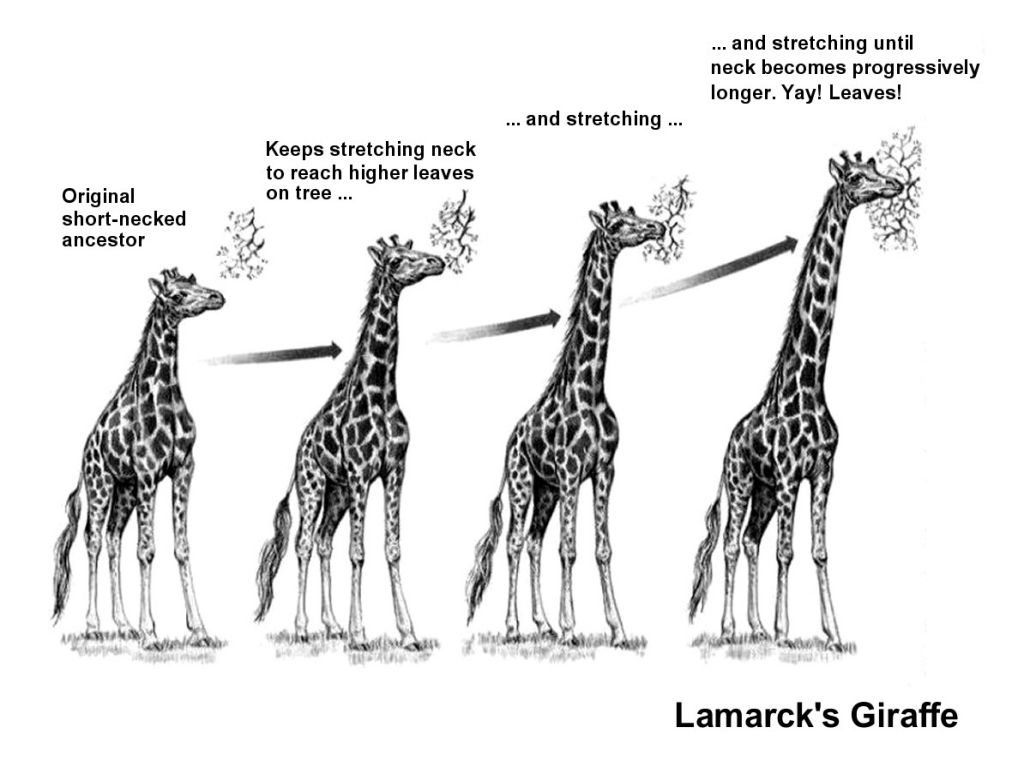 Original
short-necked
ancestor
Keeps stretching neck
to reach higher leaves
on tree ...
... and stretching ...
... and stretching until
neck becomes progressively
longer. Yay! Leaves!
Lamarck's Giraffe